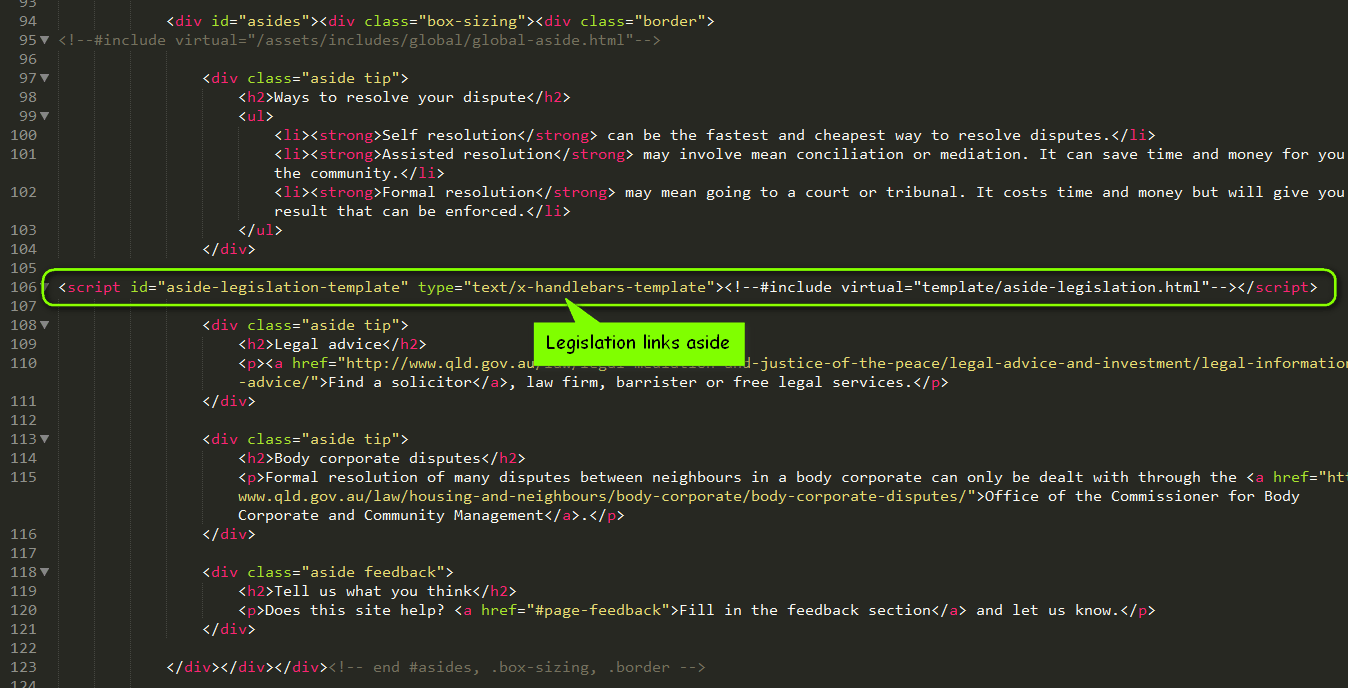 93
94 <div id="asides"><div class="box-sizing"><div class="border">
95 <!--#include virtual="/assets/includes/global/global-aside.html"-->
96
97 <div class="aside tip">
98 <h2>Ways to resolve your dispute</h2>
99 <ul>
100 <li><strong>Self resolution</strong> can be the fastest and cheapest way to resolve disputes.</li>
101 <li><strong>Assisted resolution</strong> may involve mean conciliation or mediation. It can save time and money for you
the community.</li>
102 <li><strong>Formal resolution</strong> may mean going to a court or tribunal. It costs time and money but will give you
result that can be enforced.</li>
103 </ul>
104 </div>
105
106 <script id="aside-legislation-template" type="text/x-handlebars-template"><!--#include virtual="template/aside-legislation.html"--></script>
107
108 <div class="aside tip">
109 <h2>Legal advice</h2>
Legislation links aside
110 <p><a href="http://www.qld.gov.au d-justice-of-the-peace/legal-advice-and-investment/legal-information
-advice/">Find a solicitor</a>, law firm, barrister or free legal services.</p>
111 </div>
112
113 <div class="aside tip">
114 <h2>Body corporate disputes</h2>
115 <p>Formal resolution of many disputes between neighbours in a body corporate can only be dealt with through the <a href="htt
www.qld.gov.au/law/housing-and-neighbours/body-corporate/body-corporate-disputes/">Office of the Commissioner for Body
Corporate and Community Management</a>.</p>
116 </div>
117
118 <div class="aside feedback">
119 <h2>Tell us what you think</h2>
120 <p>Does this site help? <a href="#page-feedback">Fill in the feedback section</a> and let us know.</p>
121 </div>
122
123 </div></div></div><!-- end #asides, .box-sizing, .border -->
124